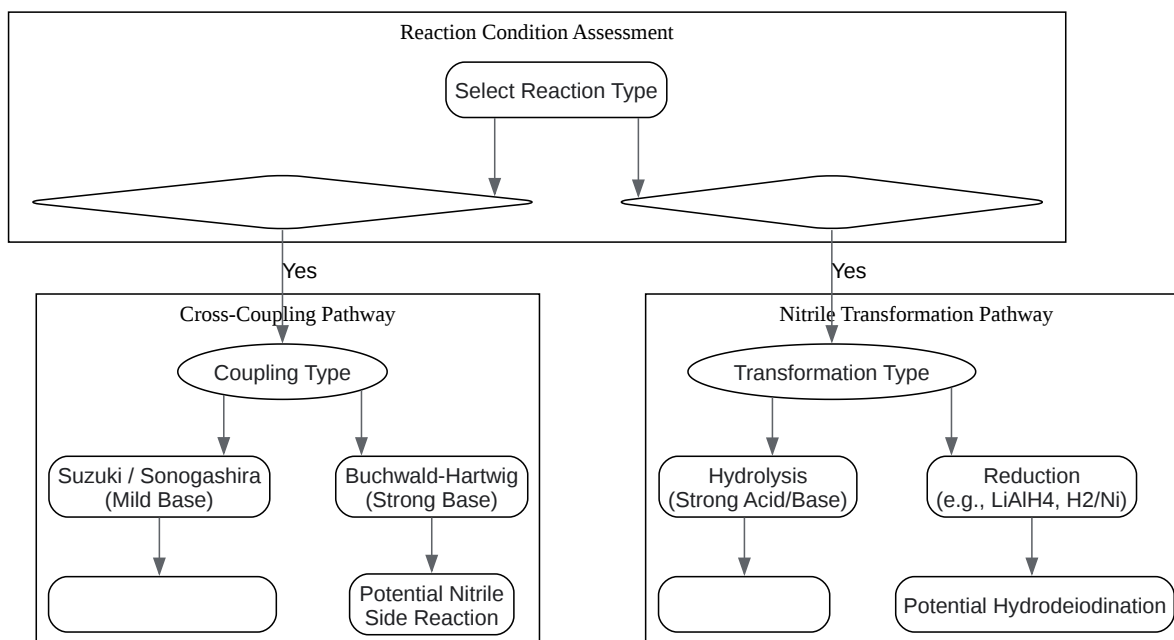 Reaction Condition Assessment
Select Reaction Type
Yes
Yes
Cross-Coupling Pathway
Nitrile Transformation Pathway
Coupling Type
Transformation Type
Suzuki / Sonogashira
(Mild Base)
Buchwald-Hartwig
(Strong Base)
Hydrolysis
(Strong Acid/Base)
Reduction
(e.g., LiAlH4, H2/Ni)
Potential Nitrile
Side Reaction
Potential Hydrodeiodination